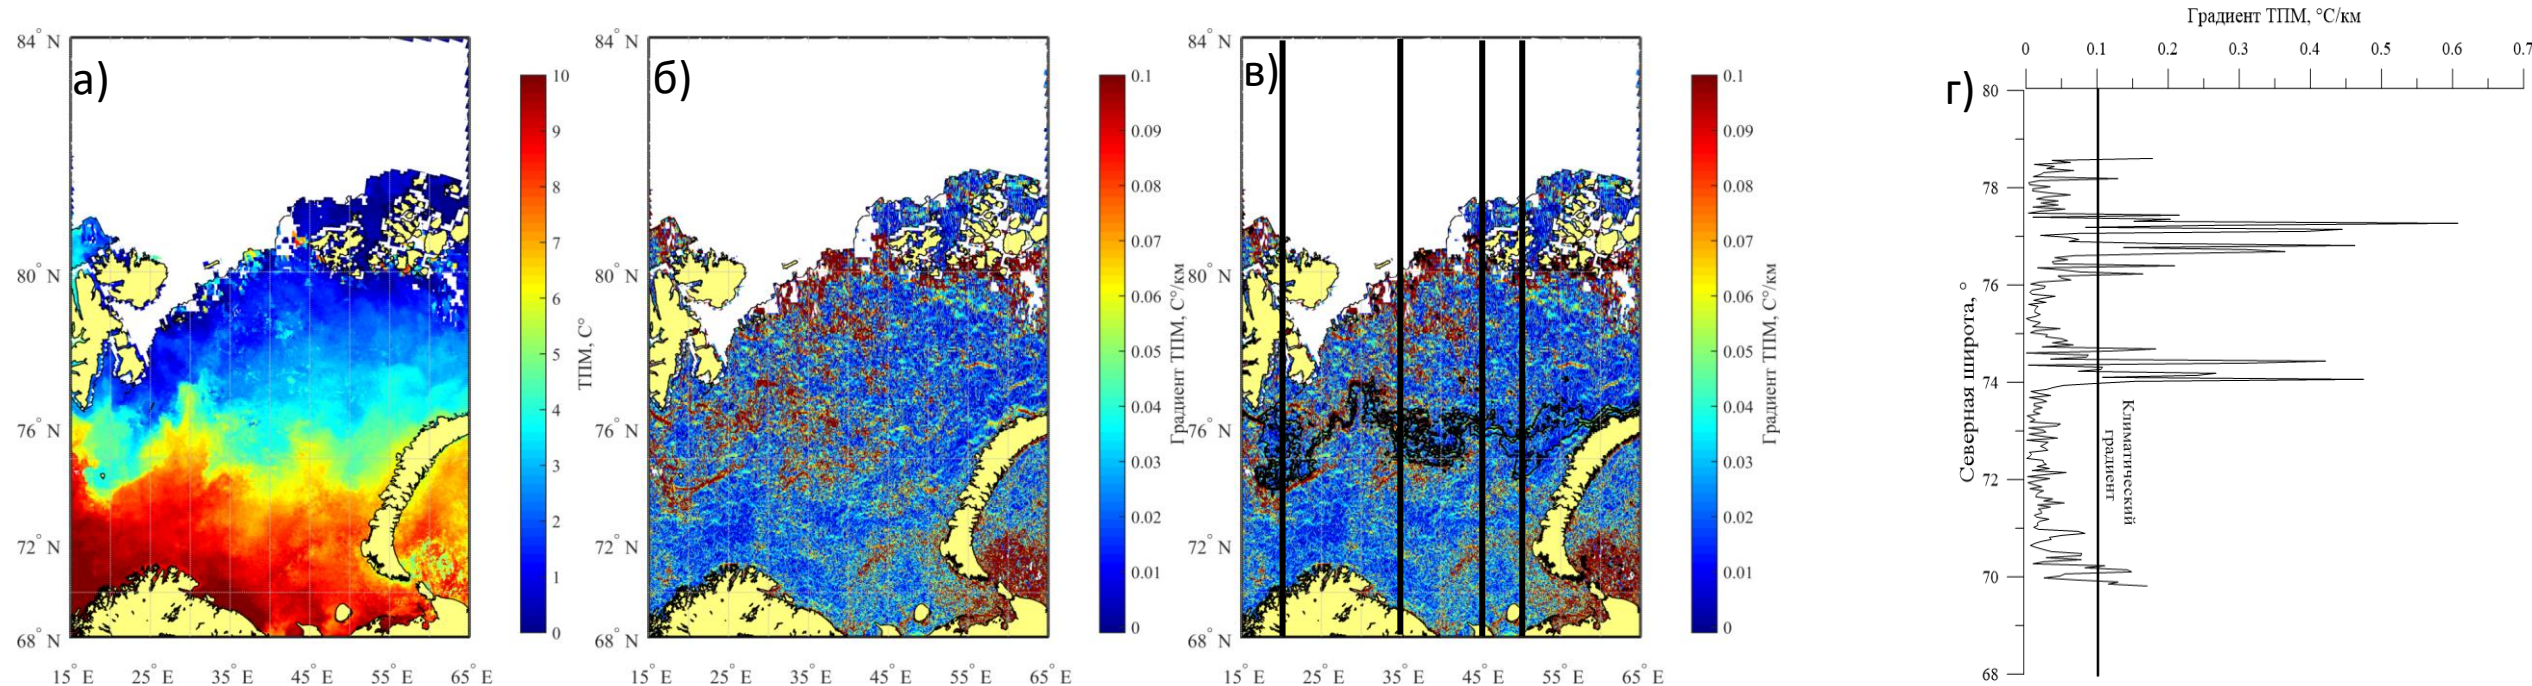 а)
84° N
80° N
76° N
72° N
68° N
15° E
25° E
35° E
45° E
55° E
65° E
10
9
8
7
6
5
4
3
2
1
0
ТПМ, C°
б)
84° N
80° N
76° N
72° N
68° N
15° E
25° E
35° E
45° E
55° E
65° E
0.1
0.09
0.08
0.07
0.06
0.05
0.04
0.03
0.02
0.01
0
Градиент ТПМ, C°/км
в)
84° N
80° N
76° N
72° N
68° N
15° E
25° E
35° E
45° E
55° E
65° E
0.1
0.09
0.08
0.07
0.06
0.05
0.04
0.03
0.02
0.01
0
Градиент ТПМ, C°/км
г)
Градиент ТПМ, °С/км
0 0.1 0.2 0.3 0.4 0.5 0.6 0.7
80
78
76
74
72
70
68
Северная широта, °
Климатический
градиент